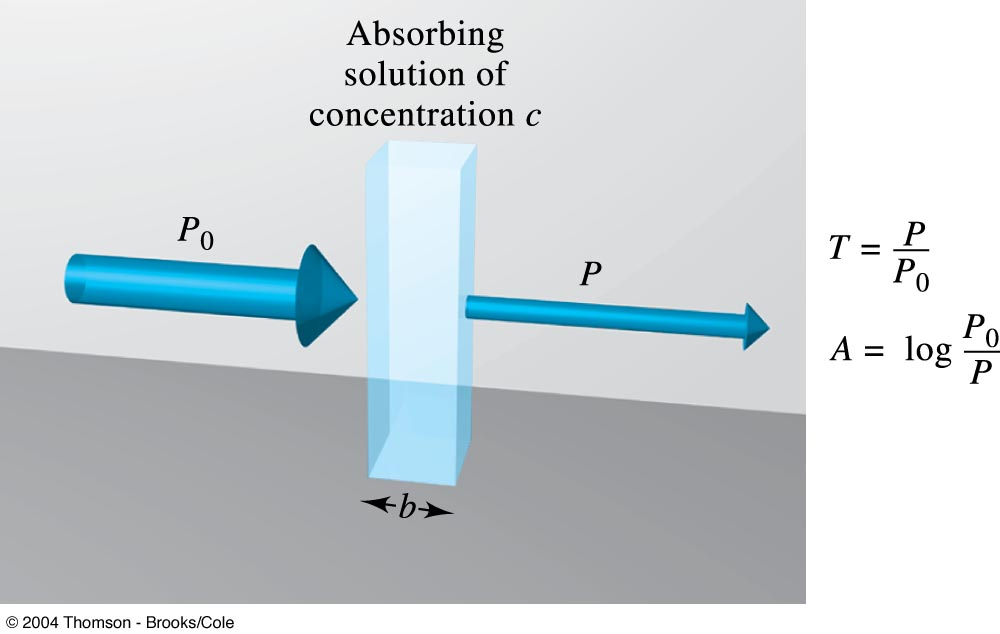 Absorbing
solution of
concentration c
P₀
P
b
T = P/P₀
A = log P₀/P
© 2004 Thomson - Brooks/Cole